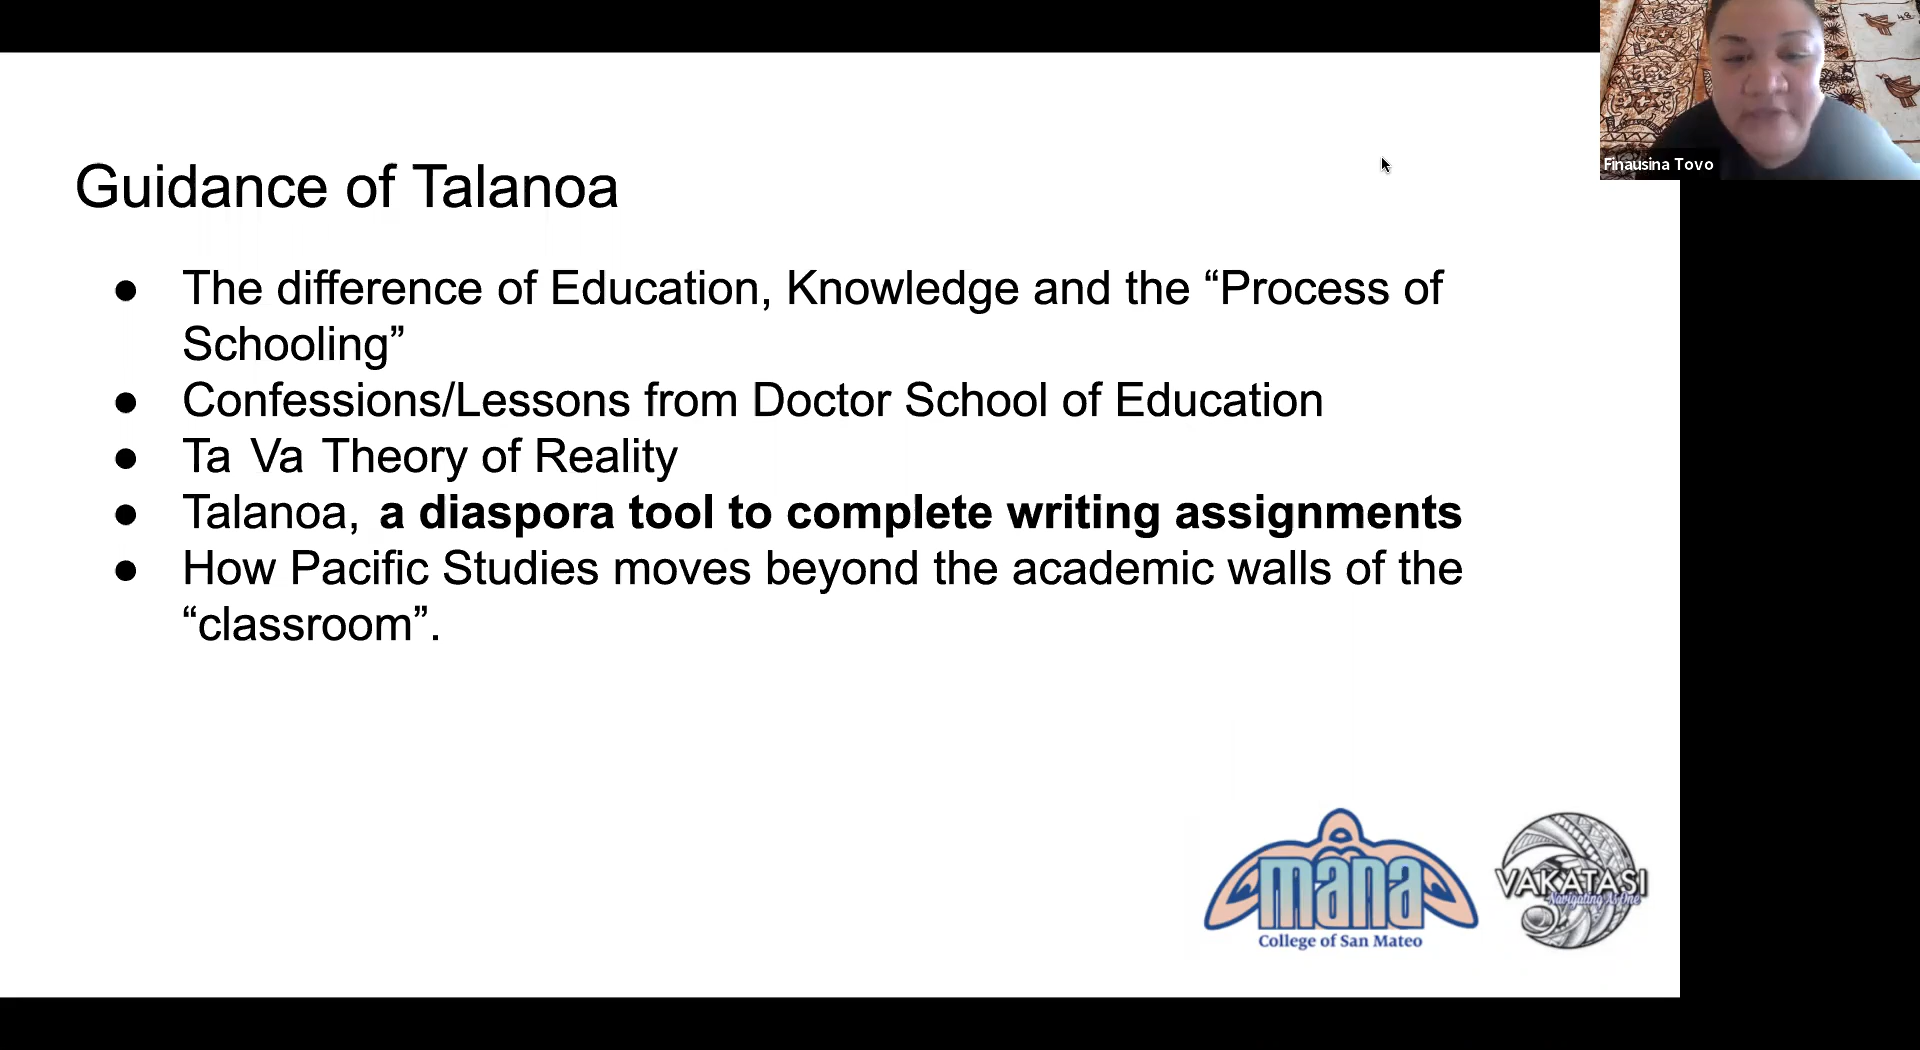 Finausina Tovo
Guidance of Talanoa
● The difference of Education, Knowledge and the “Process of
Schooling”
● Confessions/Lessons from Doctor School of Education
● Ta Va Theory of Reality
● Talanoa, a diaspora tool to complete writing assignments
● How Pacific Studies moves beyond the academic walls of the
“classroom”.
mana
College of San Mateo
VAKATASI
Navigating As One